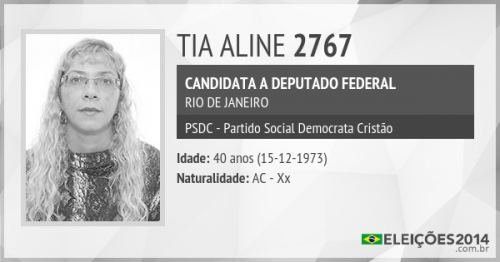 TIA ALINE 2767
CANDIDATA A DEPUTADO FEDERAL
RIO DE JANEIRO
PSDC - Partido Social Democrata Cristão
Idade: 40 anos (15-12-1973)
Naturalidade: AC - Xx
ELEIÇÕES2014
.com.br